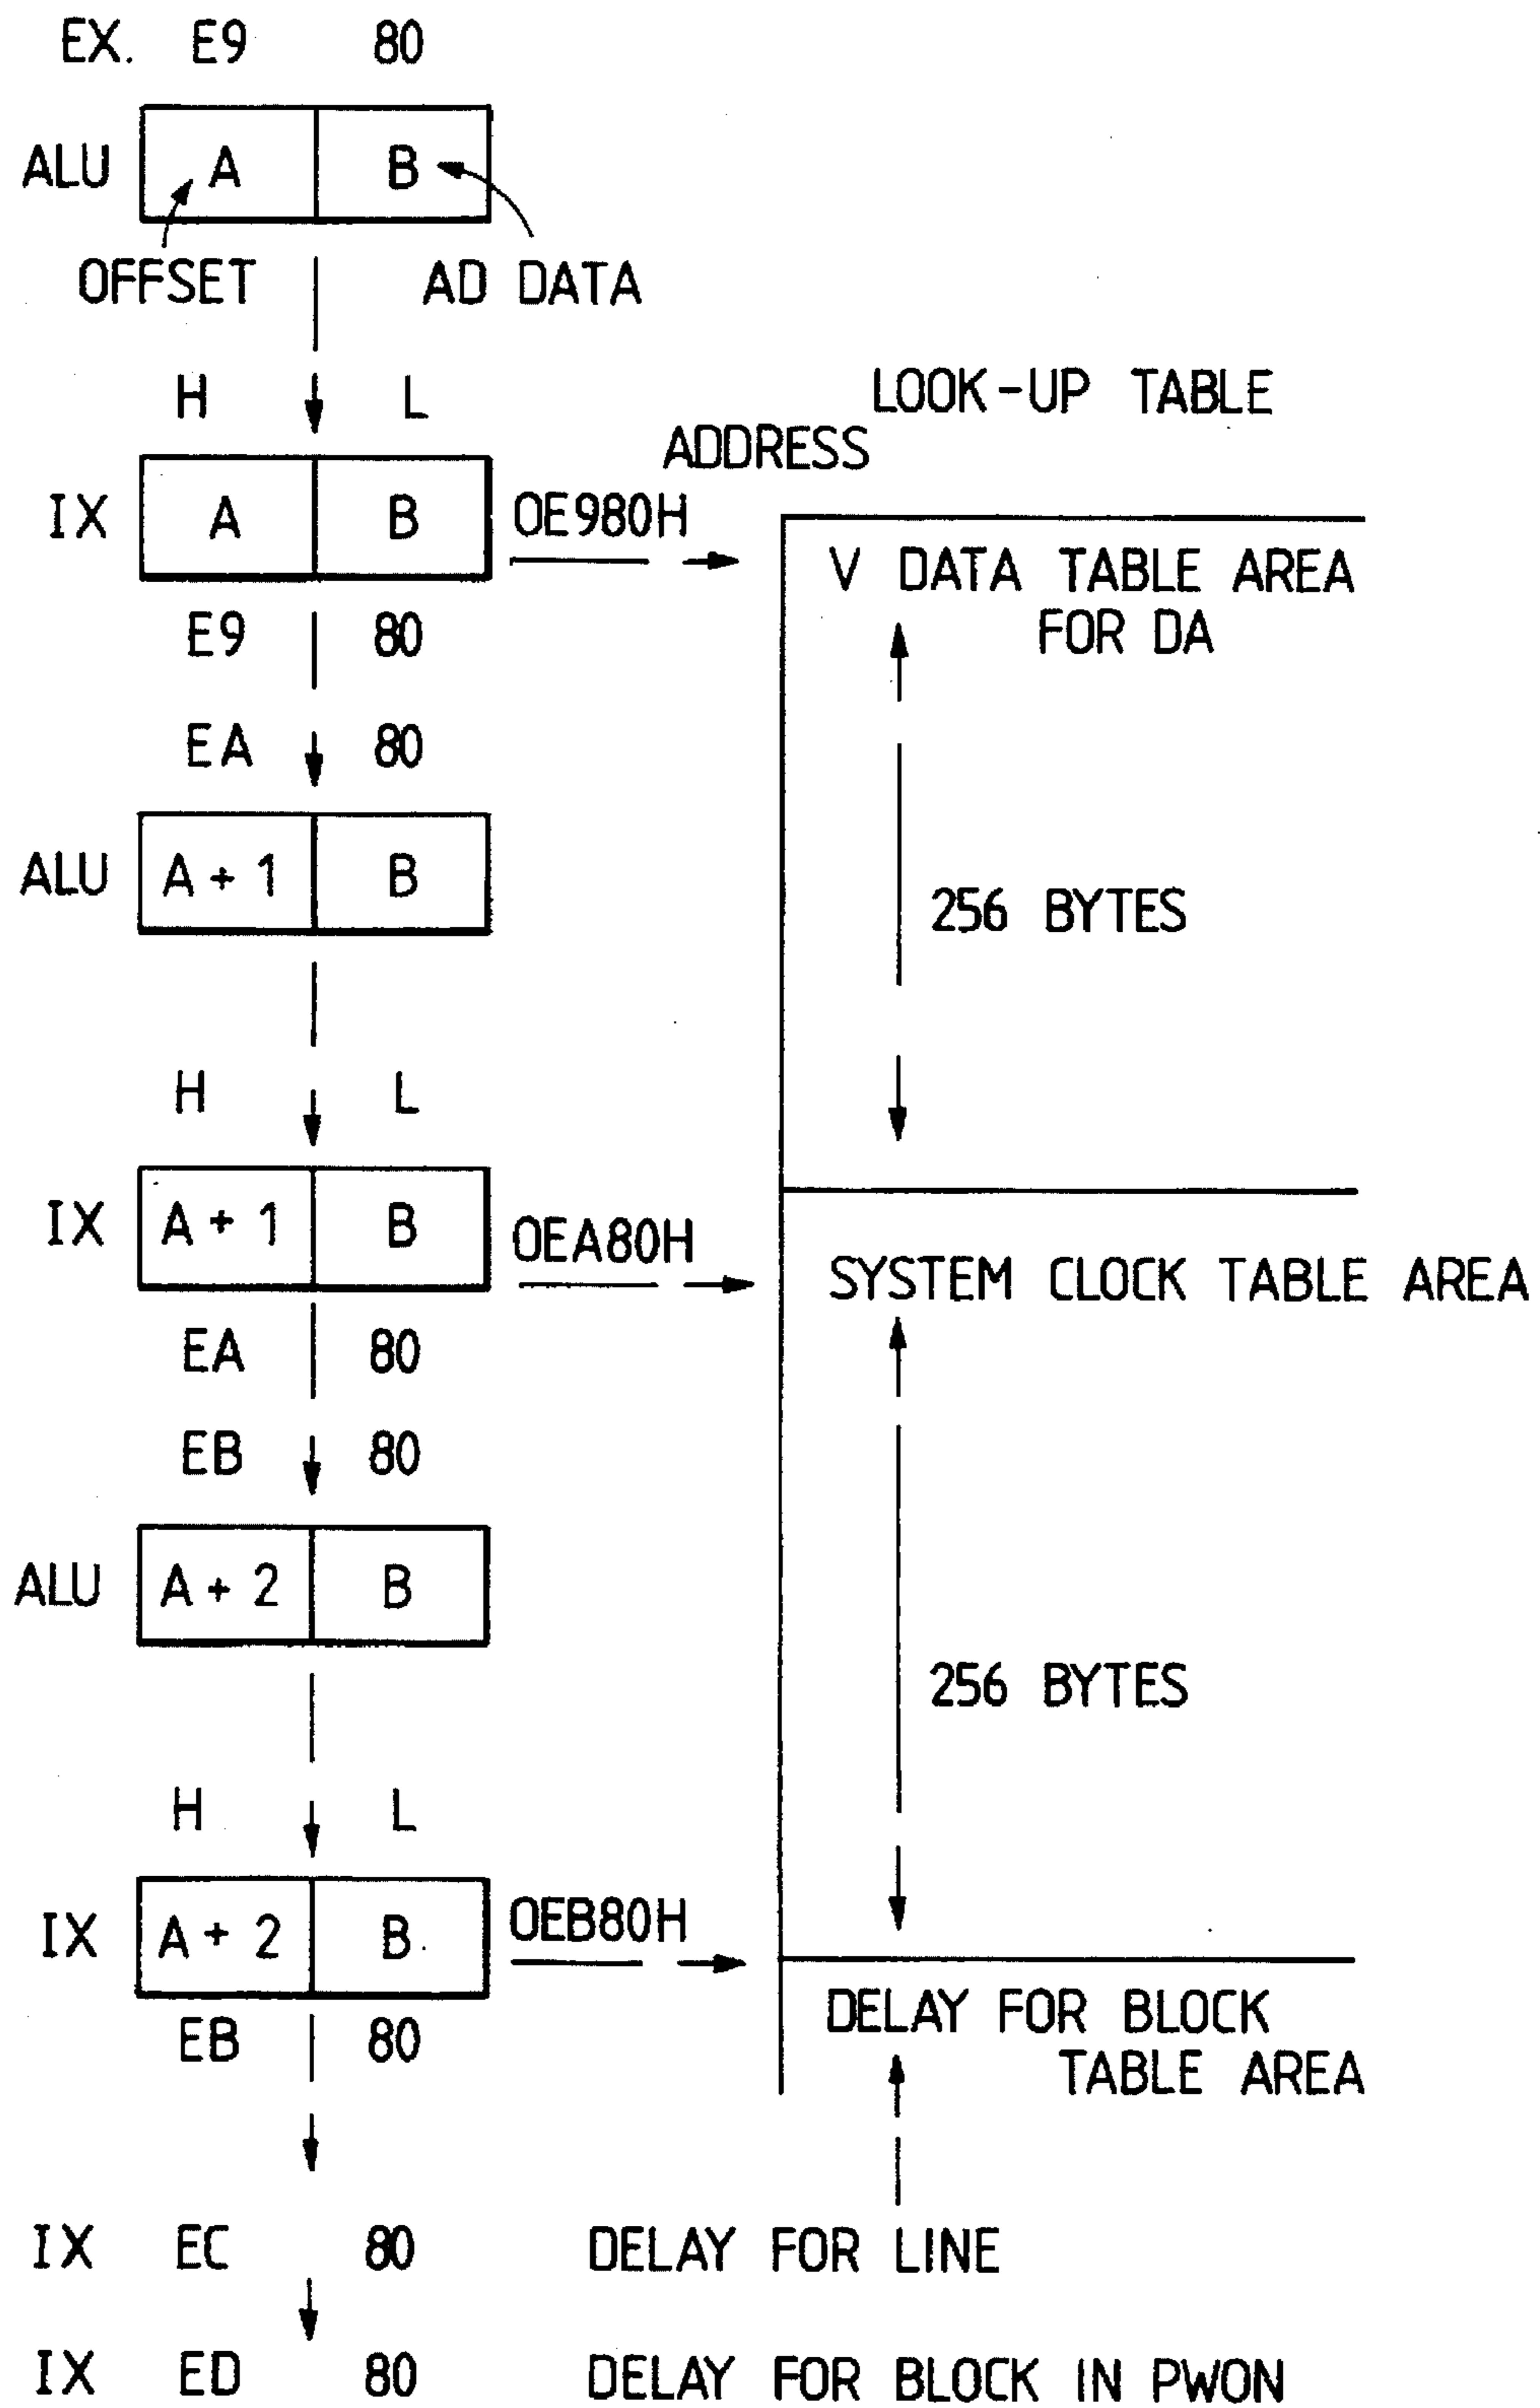 EX. E9 80
ALU A B
OFFSET AD DATA
H L
LOOK-UP TABLE
ADDRESS
IX A B OE980H
V DATA TABLE AREA
FOR DA
E9 80
EA 80
ALU A + 1 B
256 BYTES
H L
IX A + 1 B OEA80H
SYSTEM CLOCK TABLE AREA
EA 80
EB 80
ALU A + 2 B
256 BYTES
H L
IX A + 2 B OEB80H
DELAY FOR BLOCK
TABLE AREA
EB 80
IX EC 80 DELAY FOR LINE
IX ED 80 DELAY FOR BLOCK IN PWON